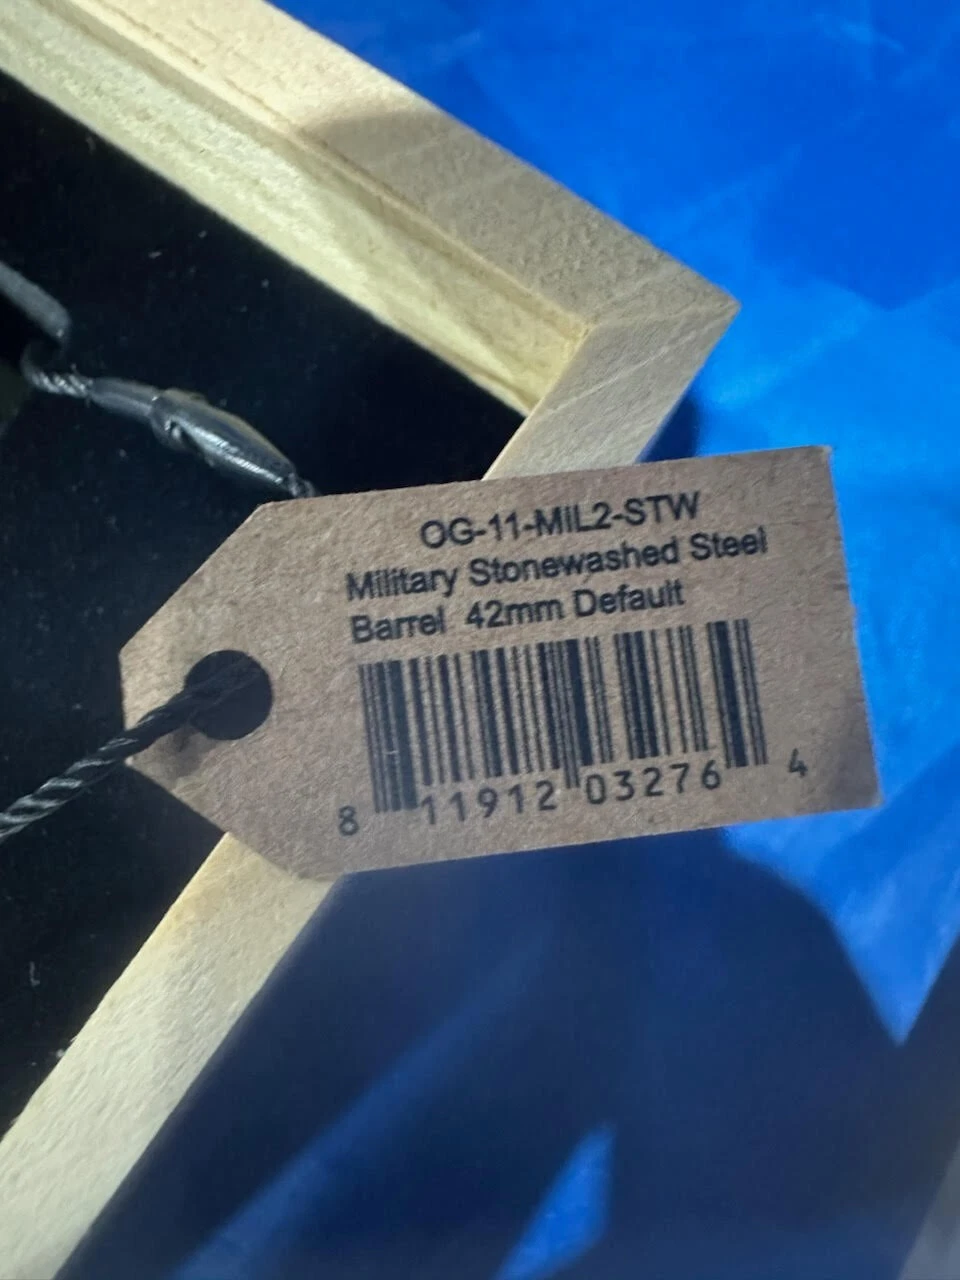 OG-11-MIL2-STW
Military Stonewashed Steel
Barrel 42mm Default
8 11912 03276 4